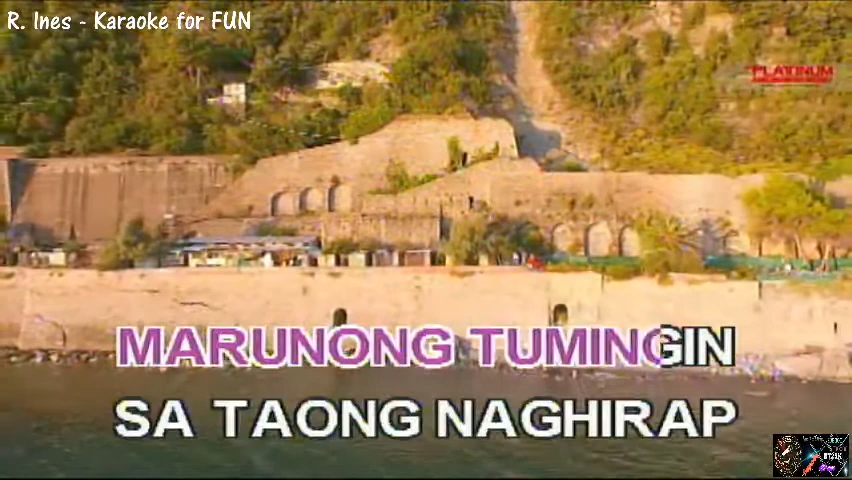 R. Ines - Karaoke for FUN
PLATINUM
MARUNONG TUMINGIN
SA TAONG NAGHIRAP